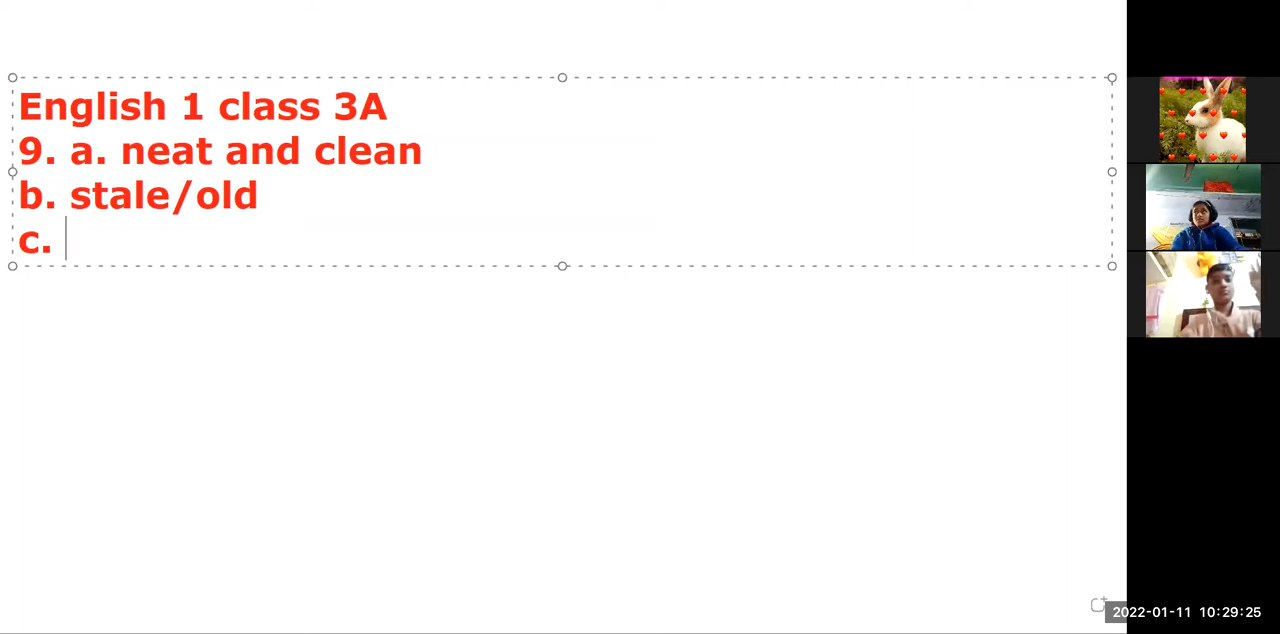 English 1 class 3A
9. a. neat and clean
b. stale/old
c.
2022-01-11 10:29:25